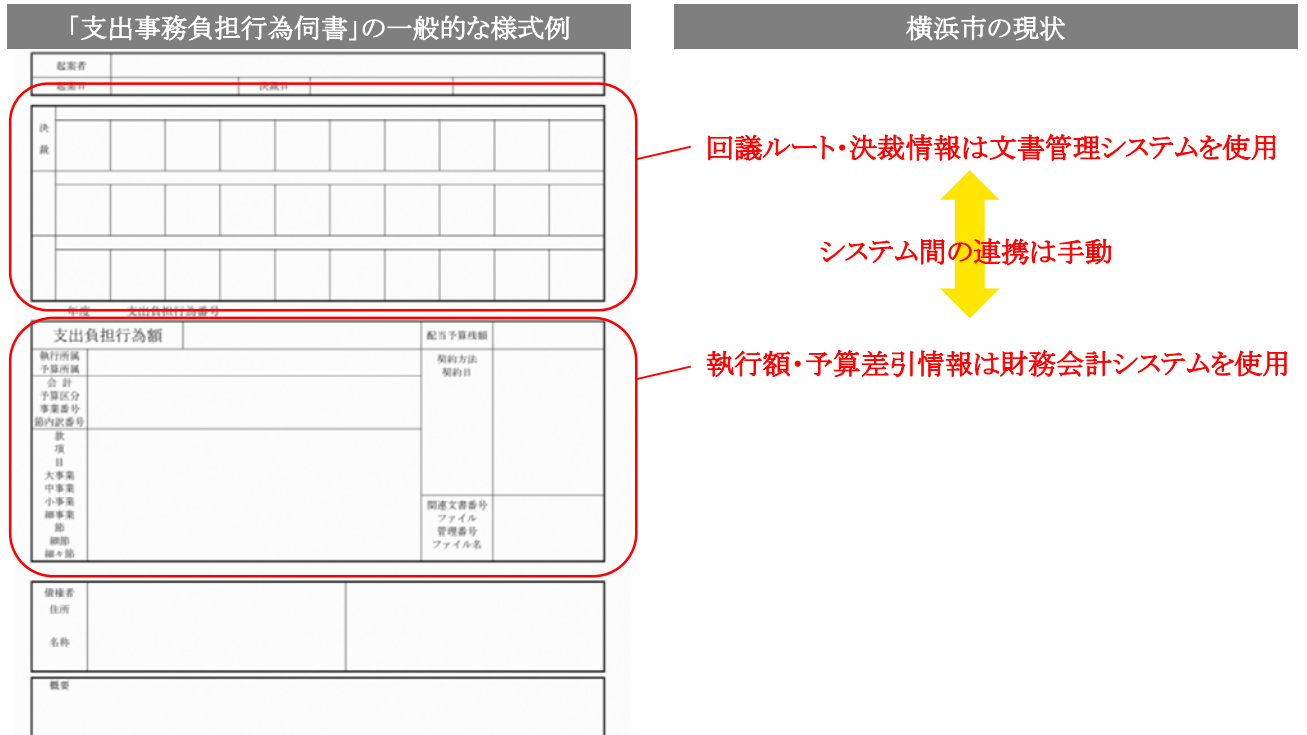 「支出事務負担行為伺書」の一般的な様式例
起案者
起案日
決裁日
決
裁
年度 支出負担行為番号
支出負担行為額
配当予算残額
執行所属
予算所属
会 計
予算区分
事業番号
節内訳番号
款
項
目
大事業
中事業
小事業
細事業
節
細節
細々節
契約方法
契約日
関連文書番号
ファイル
管理番号
ファイル名
債権者
住所
名称
概要
横浜市の現状
回議ルート・決裁情報は文書管理システムを使用
システム間の連携は手動
執行額・予算差引情報は財務会計システムを使用